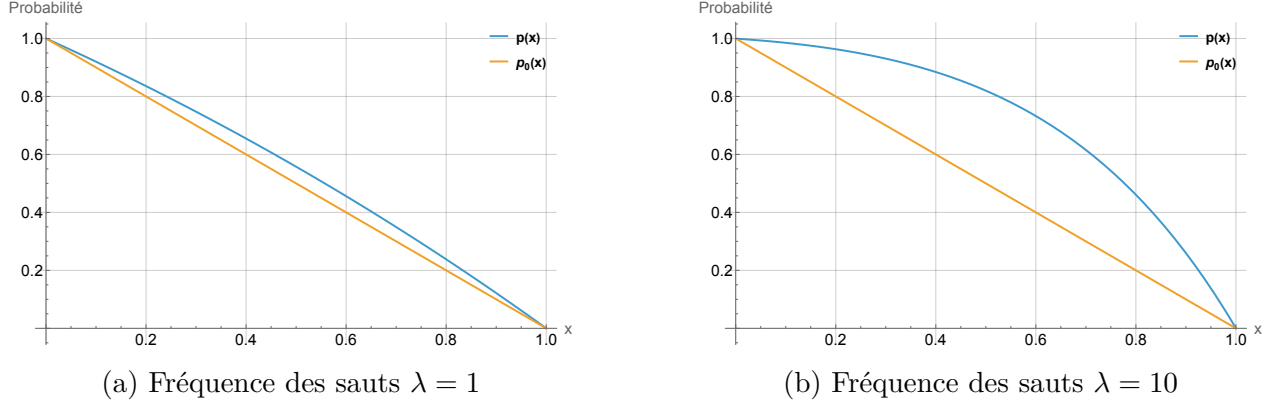 Probabilité
1.0
0.8
0.6
0.4
0.2
0.2 0.4 0.6 0.8 1.0
x
p(x)
p₀(x)
(a) Fréquence des sauts λ = 1
Probabilité
1.0
0.8
0.6
0.4
0.2
0.2 0.4 0.6 0.8 1.0
x
p(x)
p₀(x)
(b) Fréquence des sauts λ = 10